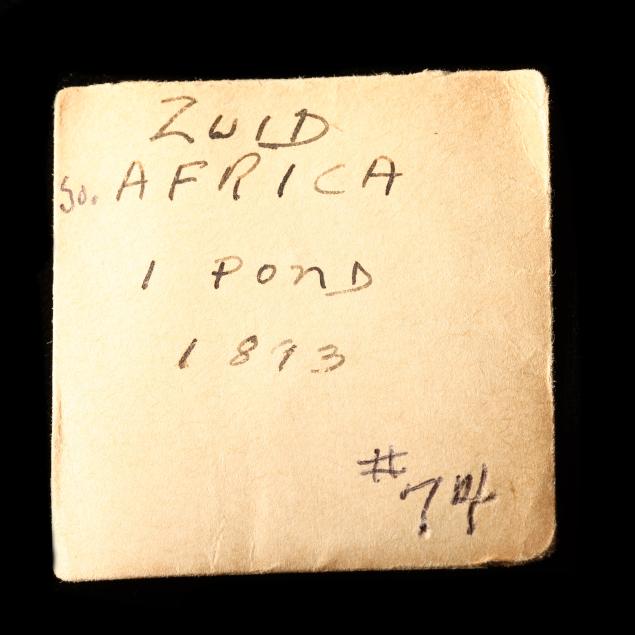 ZUID
So. AFRICA
1 POND
1893
#74